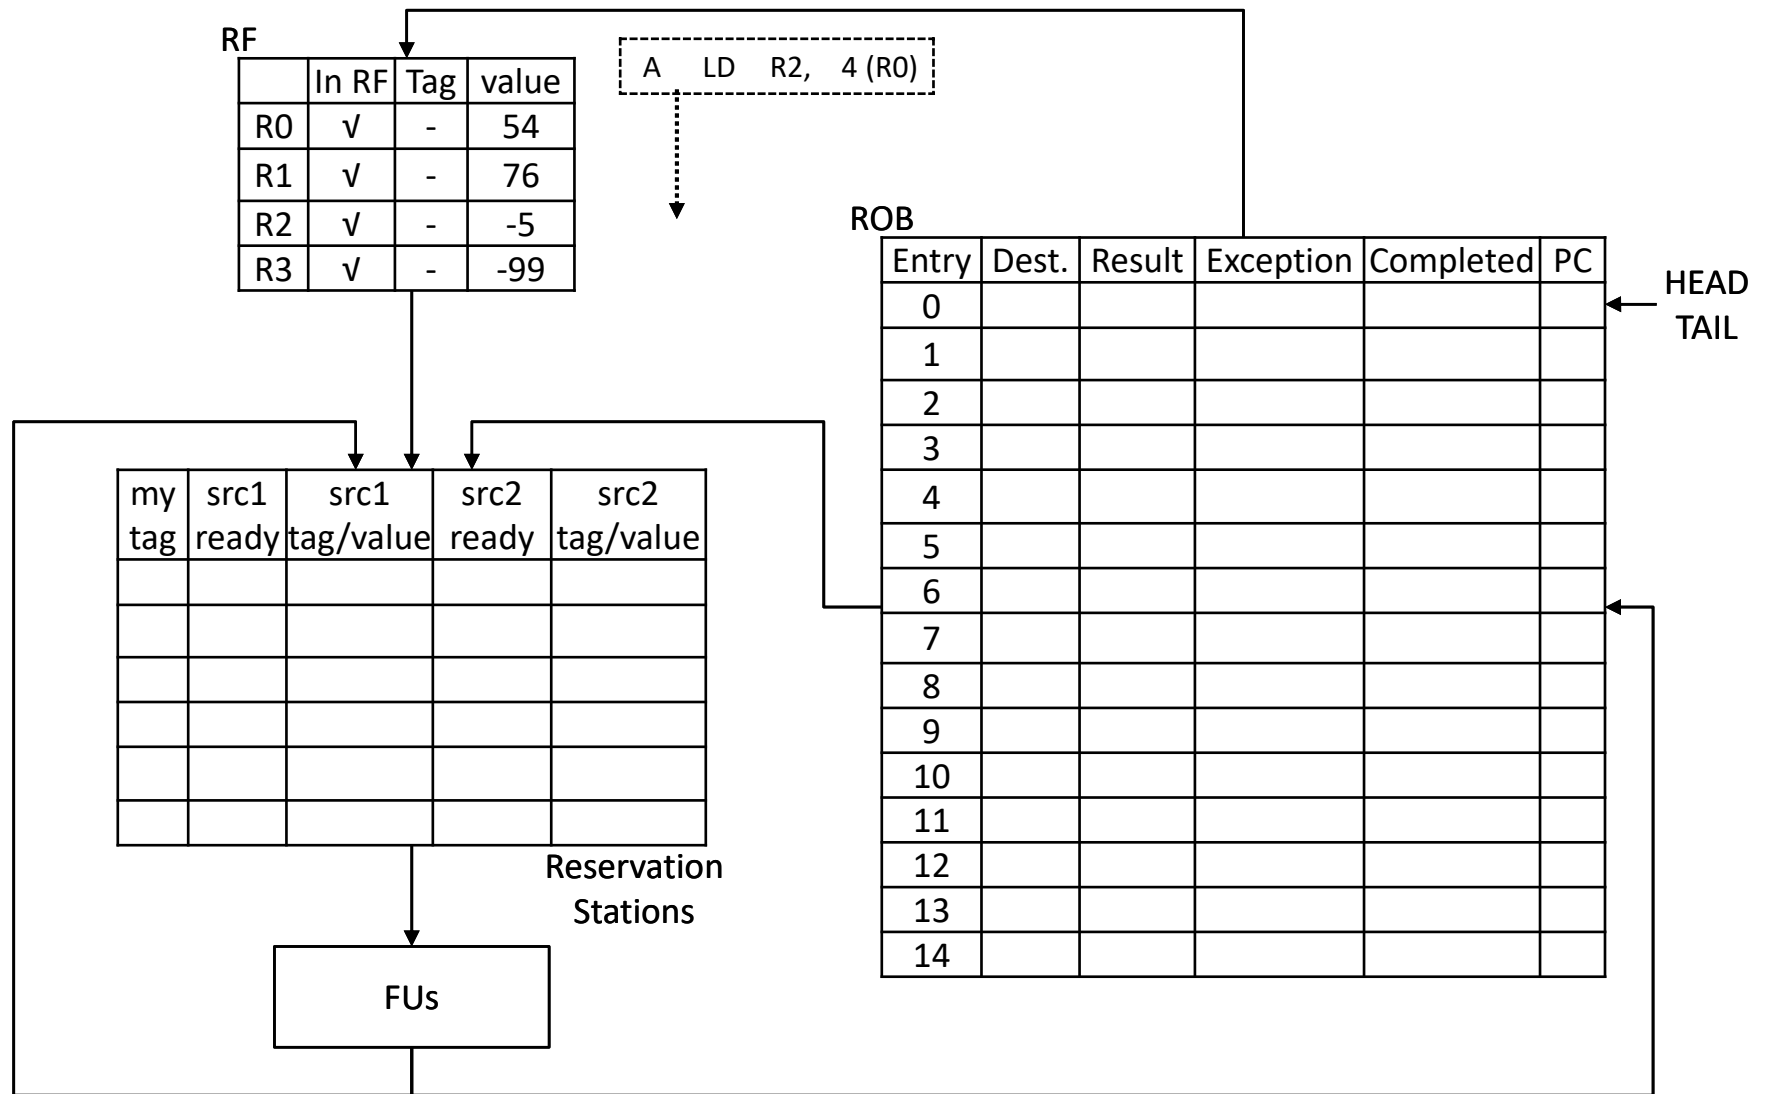 RF
In RF Tag value
R0 √ - 54
R1 √ - 76
R2 √ - -5
R3 √ - -99
A LD R2, 4 (R0)
ROB
Entry Dest. Result Exception Completed PC
0
1
2
3
4
5
6
7
8
9
10
11
12
13
14
HEAD
TAIL
my tag src1 ready src1 tag/value src2 ready src2 tag/value
Reservation
Stations
FUs